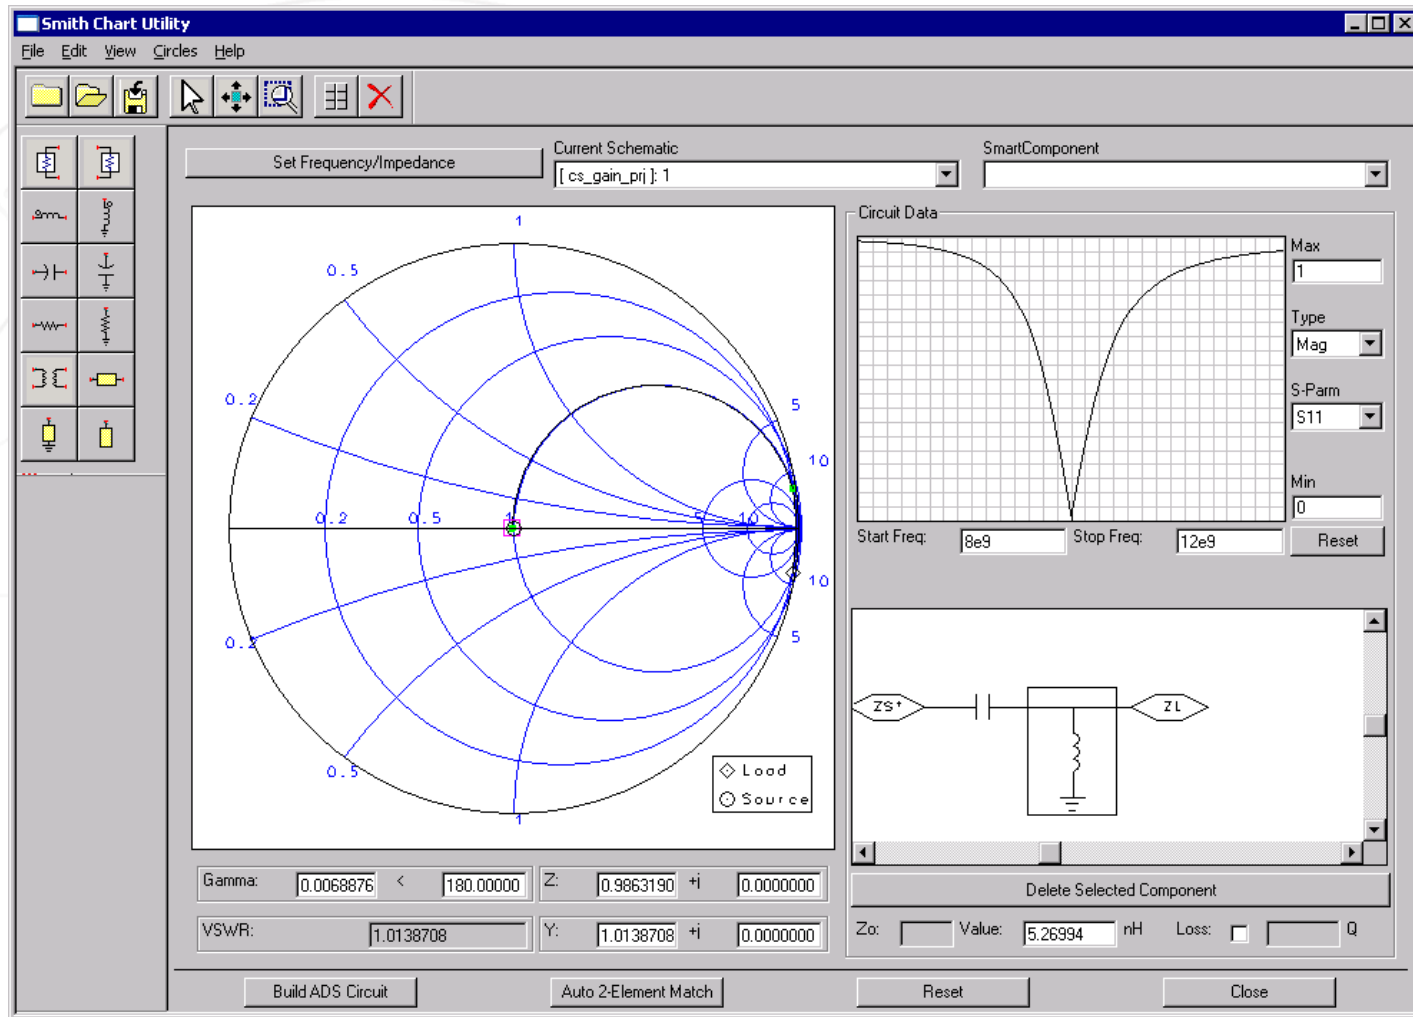 Smith Chart Utility
File Edit View Circles Help
Set Frequency/Impedance
Current Schematic
[ cs_gain_prj ]: 1
SmartComponent
1
0.5
0.2
5
10
0.2 0.5 1 5 10
10
5
0.2
0.5
1
Load
Source
Circuit Data
Max
1
Type
Mag
S-Parm
S11
Min
0
Start Freq: 8e9 Stop Freq: 12e9 Reset
ZS* ZL
Gamma: 0.0068876 < 180.00000 Z: 0.9863190 +j 0.0000000
VSWR: 1.0138708 Y: 1.0138708 +j 0.0000000
Delete Selected Component
Zo: Value: 5.26994 nH Loss: Q
Build ADS Circuit Auto 2-Element Match Reset Close